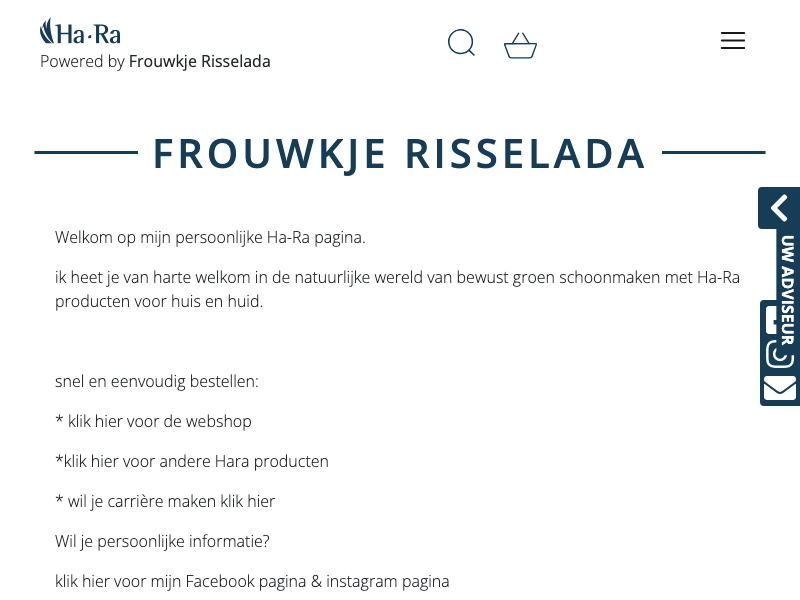 Ha-Ra
Powered by Frouwkje Risselada
FROUWKJE RISSELADA
Welkom op mijn persoonlijke Ha-Ra pagina.
ik heet je van harte welkom in de natuurlijke wereld van bewust groen schoonmaken met Ha-Ra
producten voor huis en huid.
UW ADVISEUR
snel en eenvoudig bestellen:
* klik hier voor de webshop
*klik hier voor andere Hara producten
* wil je carrière maken klik hier
Wil je persoonlijke informatie?
klik hier voor mijn Facebook pagina & instagram pagina